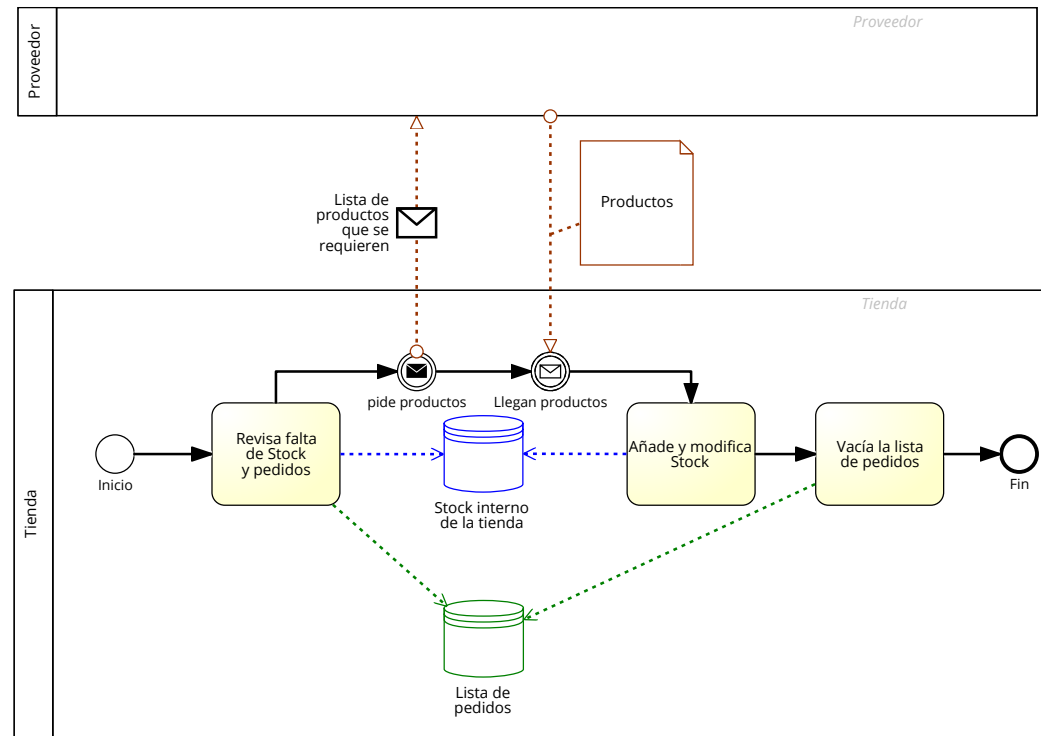 Proveedor
Proveedor
Lista de
productos
que se
requieren
Productos
Tienda
Tienda
pide productos
Llegan productos
Inicio
Revisa falta
de Stock
y pedidos
Stock interno
de la tienda
Añade y modifica
Stock
Vacía la lista
de pedidos
Fin
Lista de
pedidos